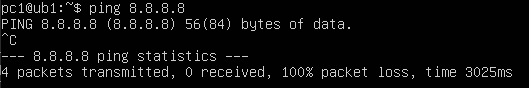 pc1@ub1:~$ ping 8.8.8.8
PING 8.8.8.8 (8.8.8.8) 56(84) bytes of data.
^C
--- 8.8.8.8 ping statistics ---
4 packets transmitted, 0 received, 100% packet loss, time 3025ms